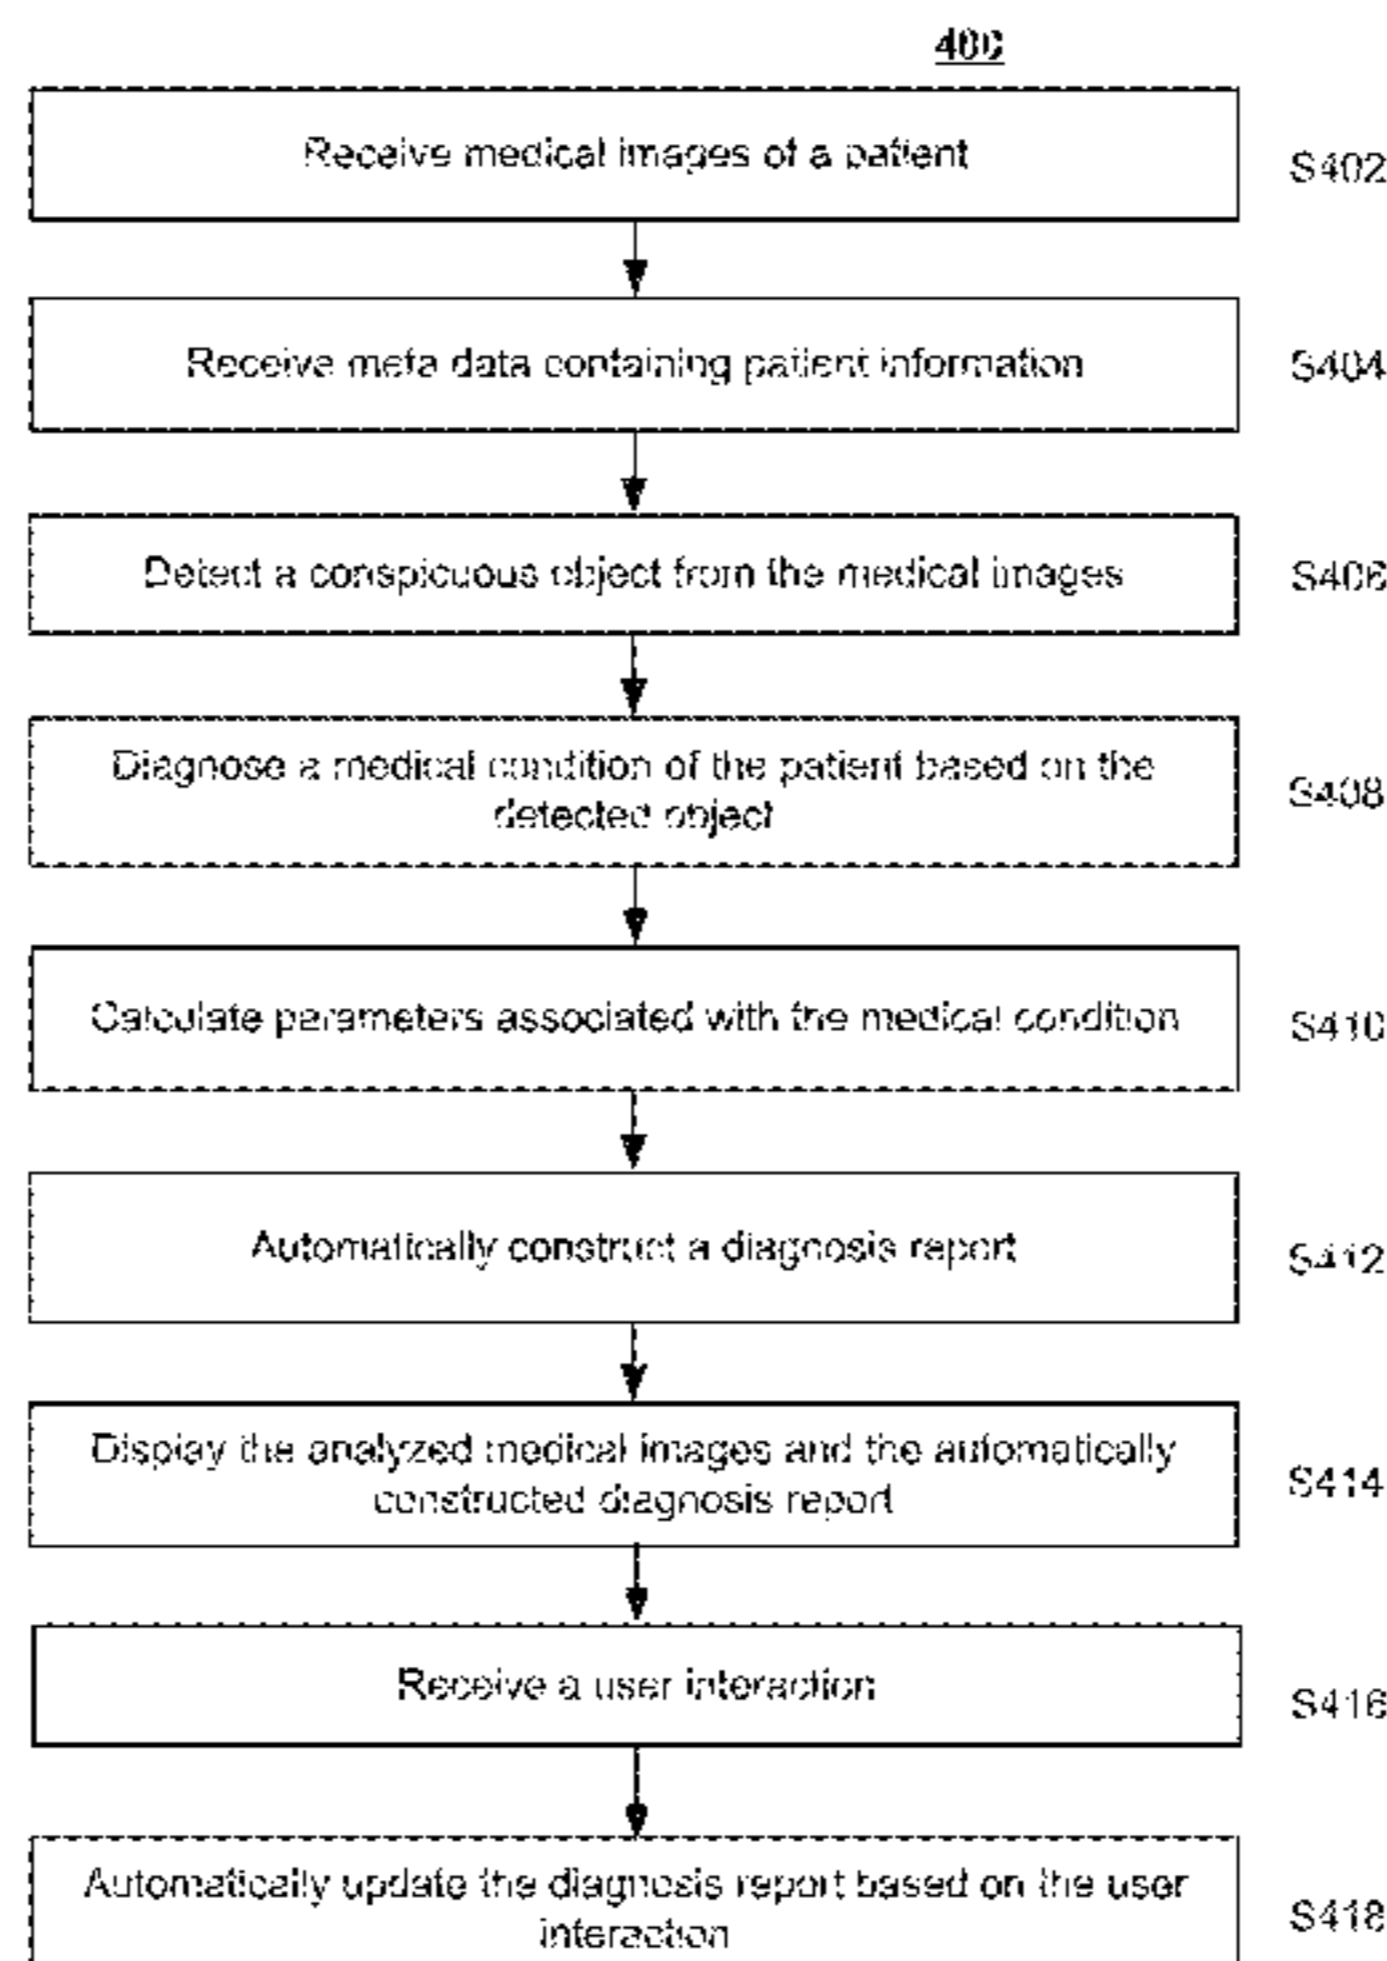 400
Receive medical images of a patient
S402
Receive meta data containing patient information
S404
Detect a conspicuous object from the medical images
S406
Diagnose a medical condition of the patient based on the
detected object
S408
Calculate parameters associated with the medical condition
S410
Automatically construct a diagnosis report
S412
Display the analyzed medical images and the automatically
constructed diagnosis report
S414
Receive a user interaction
S416
Automatically update the diagnosis report based on the user
interaction
S418